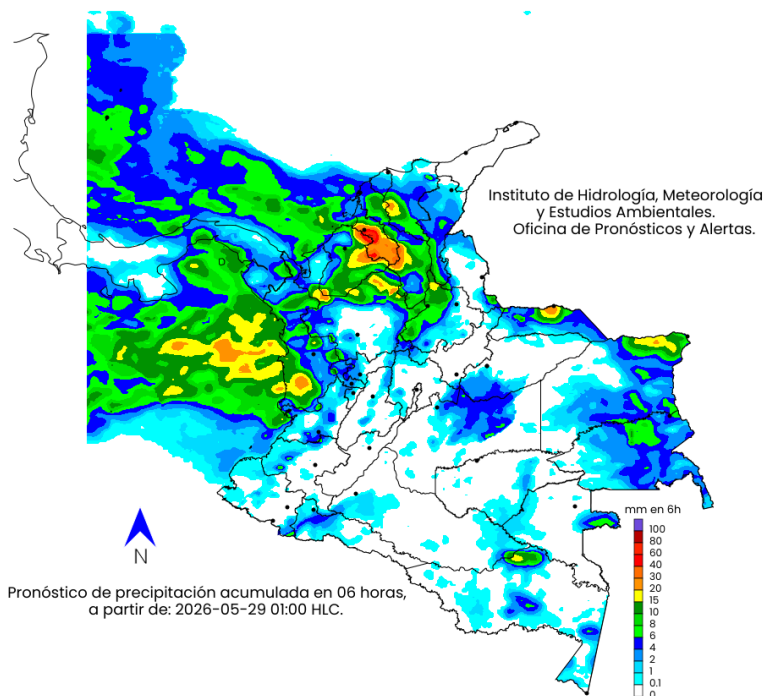 Instituto de Hidrología, Meteorología
y Estudios Ambientales.
Oficina de Pronósticos y Alertas.
mm en 6h
100
80
60
40
30
20
15
10
8
6
4
2
1
0.1
0
N
Pronóstico de precipitación acumulada en 06 horas,
a partir de: 2026-05-29 01:00 HLC.